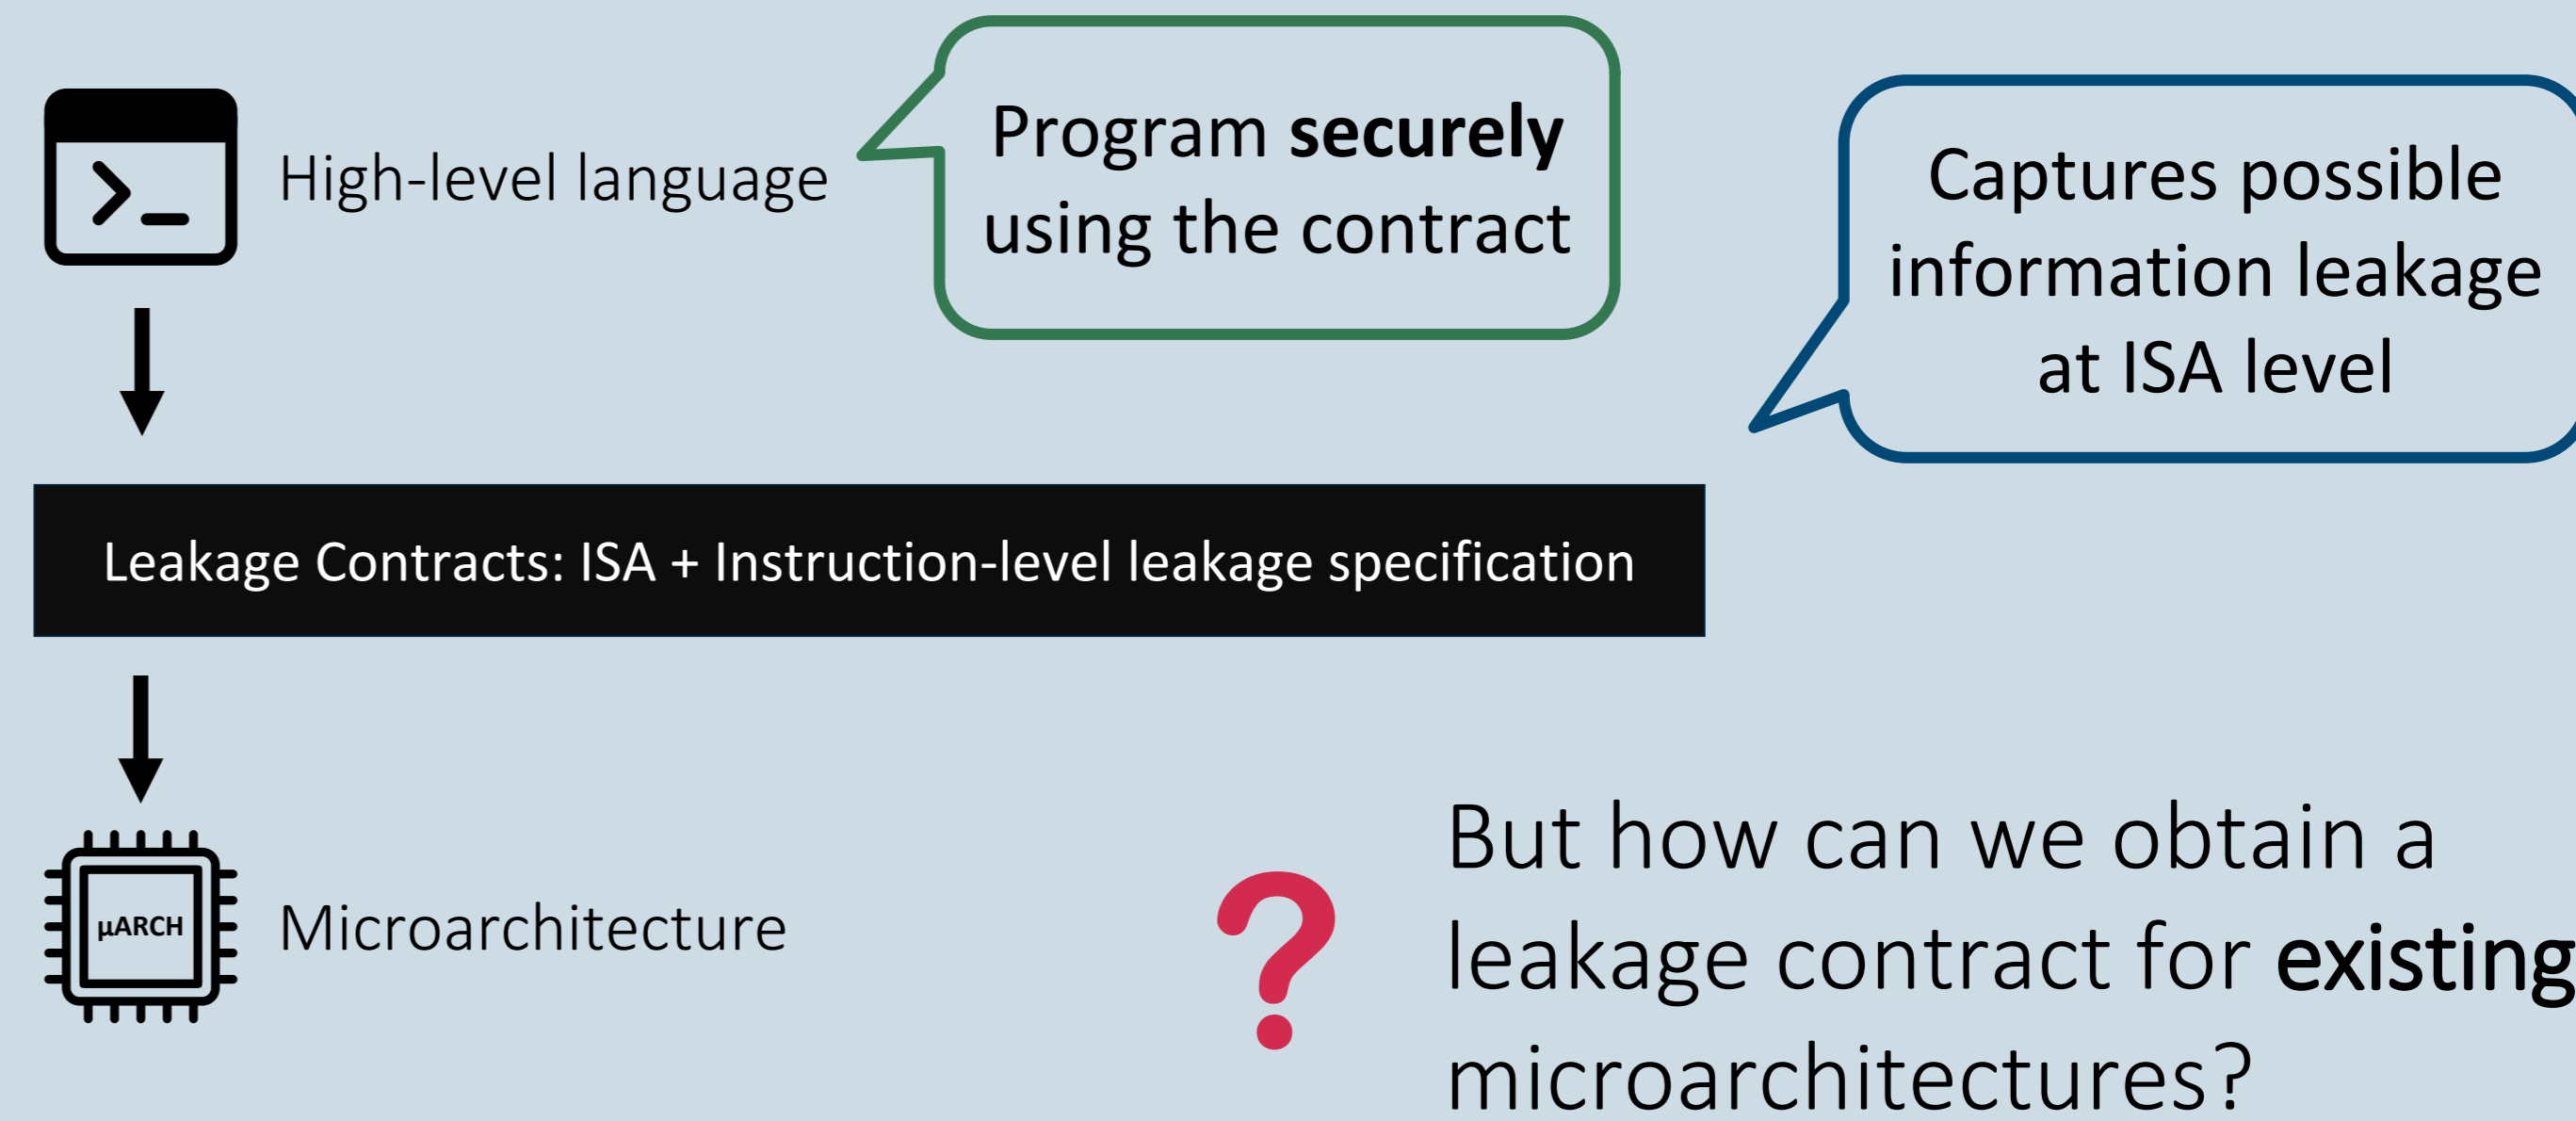 High-level language
Program securely
using the contract
Captures possible
information leakage
at ISA level
Leakage Contracts: ISA + Instruction-level leakage specification
µARCH
Microarchitecture
?
But how can we obtain a
leakage contract for existing
microarchitectures?